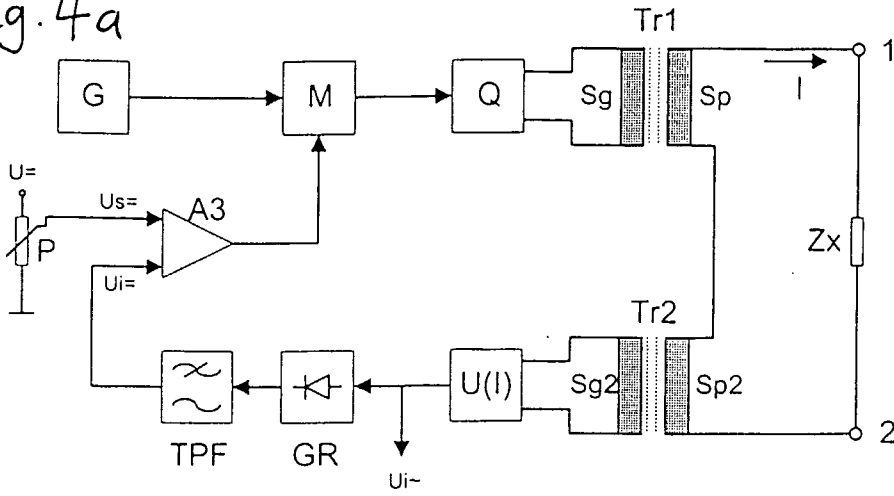 g. 4a
Tr1
1
G
M
Q
Sg
Sp
I
U=
Us=
A3
P
Zx
Ui=
Tr2
U(I)
Sg2
Sp2
2
TPF
GR
Ui~